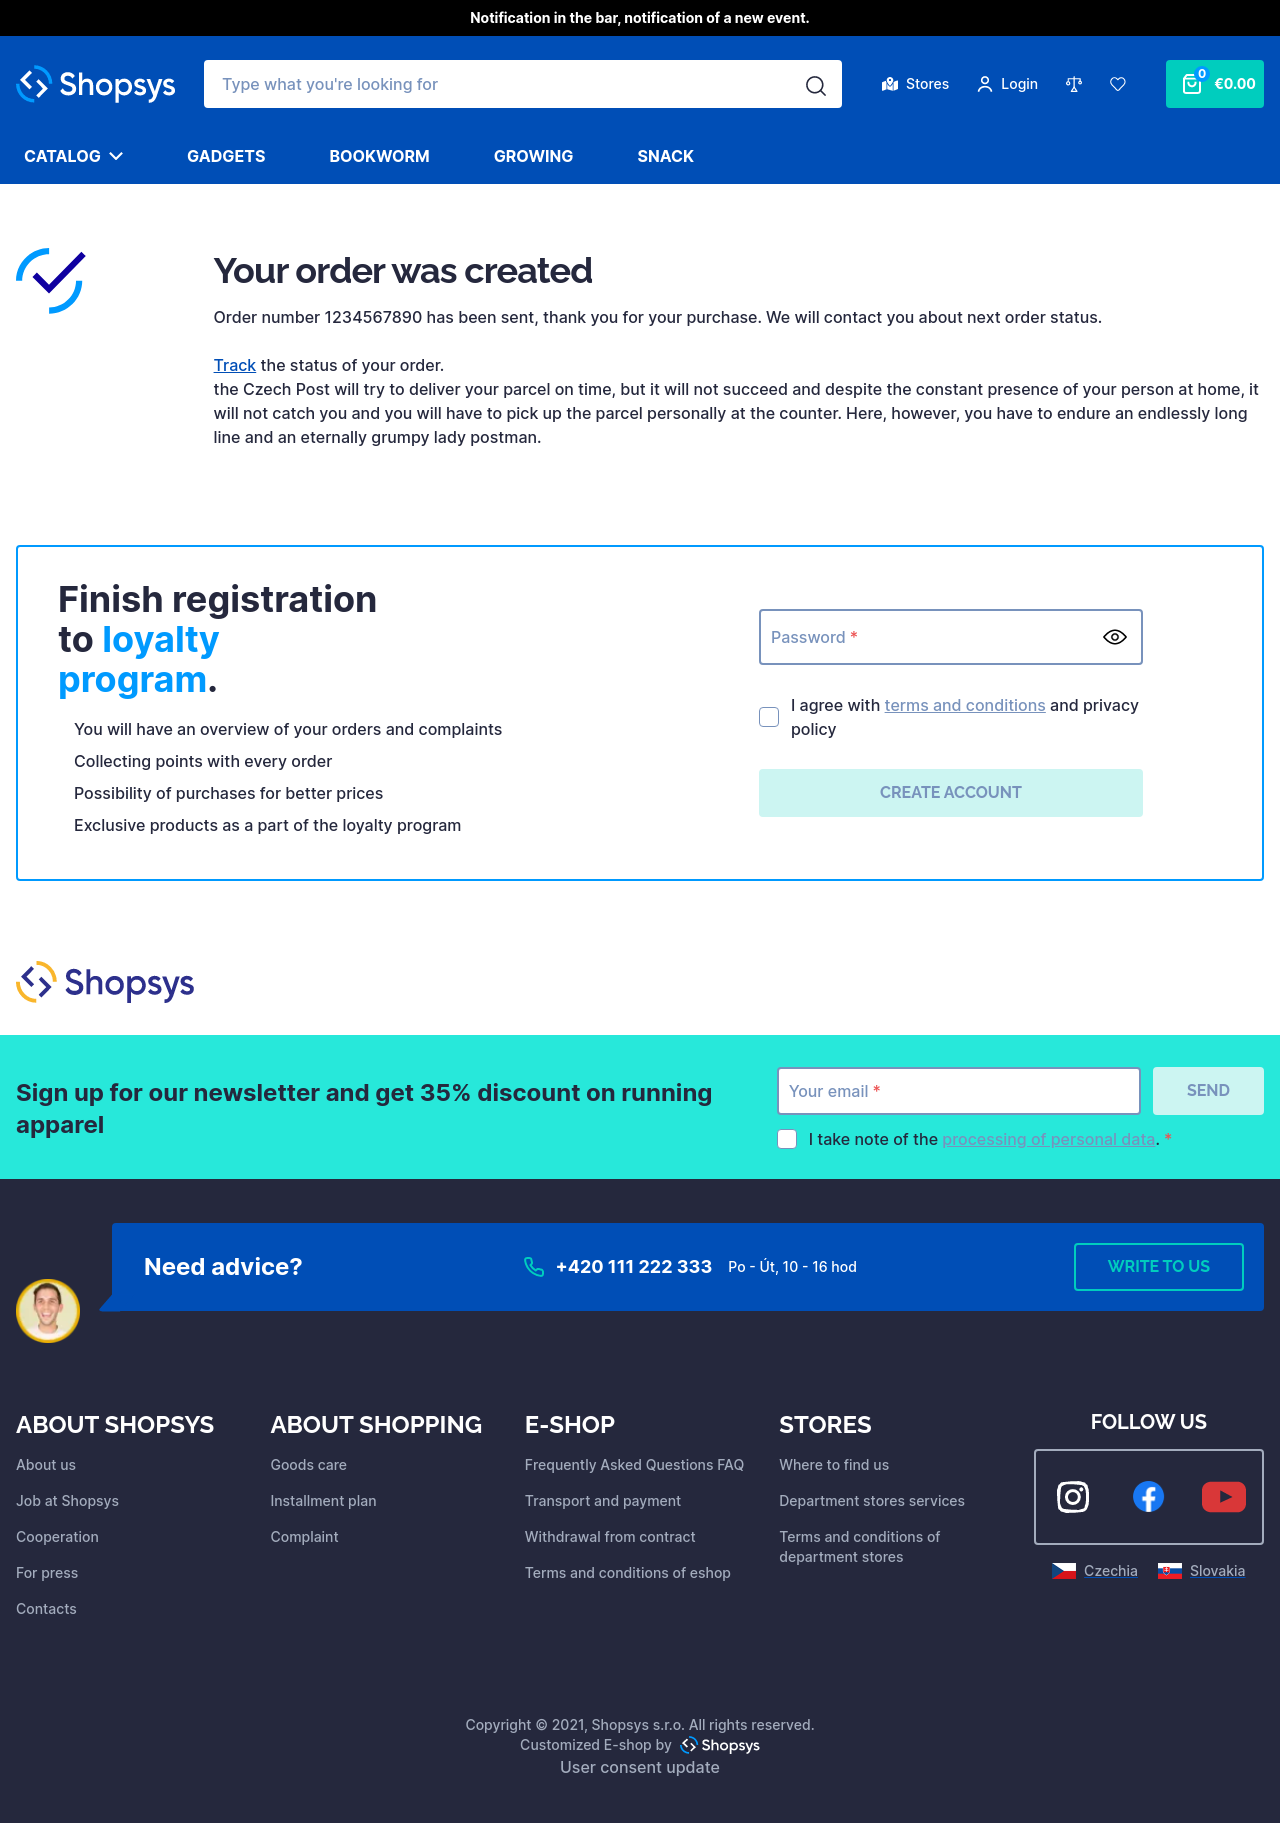 Notification in the bar, notification of a new event.
Shopsys
Type what you're looking for
Stores
Login
0
€0.00
CATALOG
GADGETS
BOOKWORM
GROWING
SNACK
Your order was created
Order number 1234567890 has been sent, thank you for your purchase. We will contact you about next order status.
Track the status of your order.
the Czech Post will try to deliver your parcel on time, but it will not succeed and despite the constant presence of your person at home, it
will not catch you and you will have to pick up the parcel personally at the counter. Here, however, you have to endure an endlessly long
line and an eternally grumpy lady postman.
Finish registration
to loyalty
program.
You will have an overview of your orders and complaints
Collecting points with every order
Possibility of purchases for better prices
Exclusive products as a part of the loyalty program
Password *
I agree with terms and conditions and privacy
policy
CREATE ACCOUNT
Shopsys
Sign up for our newsletter and get 35% discount on running
apparel
Your email *
SEND
I take note of the processing of personal data. *
Need advice?
+420 111 222 333
Po - Út, 10 - 16 hod
WRITE TO US
ABOUT SHOPSYS
About us
Job at Shopsys
Cooperation
For press
Contacts
ABOUT SHOPPING
Goods care
Installment plan
Complaint
E-SHOP
Frequently Asked Questions FAQ
Transport and payment
Withdrawal from contract
Terms and conditions of eshop
STORES
Where to find us
Department stores services
Terms and conditions of
department stores
FOLLOW US
Czechia
Slovakia
Copyright © 2021, Shopsys s.r.o. All rights reserved.
Customized E-shop by Shopsys
User consent update